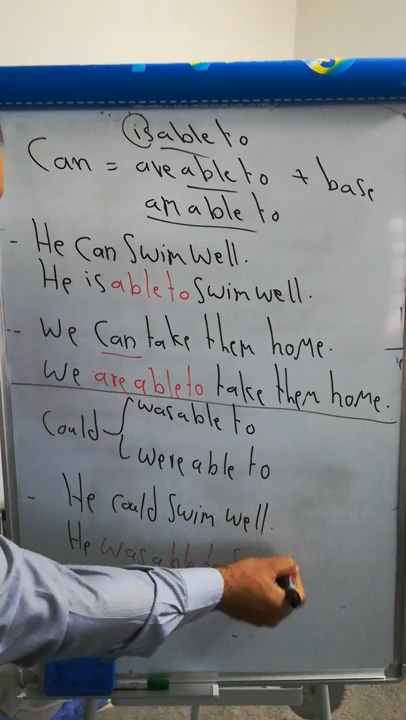 is able to
Can = are able to + base
am able to
- He can swim well.
He is able to swim well.
-- We can take them home.
We are able to take them home.
Could { was able to
were able to
- He could swim well.
He was able to